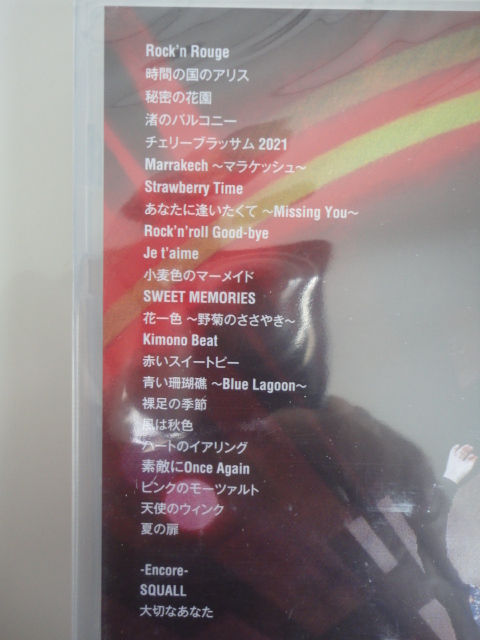 Rock'n Rouge
時間の国のアリス
秘密の花園
渚のバルコニー
チェリーブラッサム 2021
Marrakech ～マラケッシュ～
Strawberry Time
あなたに逢いたくて ～Missing You～
Rock'n'roll Good-bye
Je t'aime
小麦色のマーメイド
SWEET MEMORIES
花一色 ～野菊のささやき～
Kimono Beat
赤いスイートピー
青い珊瑚礁 ～Blue Lagoon～
裸足の季節
風は秋色
ハートのイアリング
素敵にOnce Again
ピンクのモーツァルト
天使のウィンク
夏の扉
-Encore-
SQUALL
大切なあなた